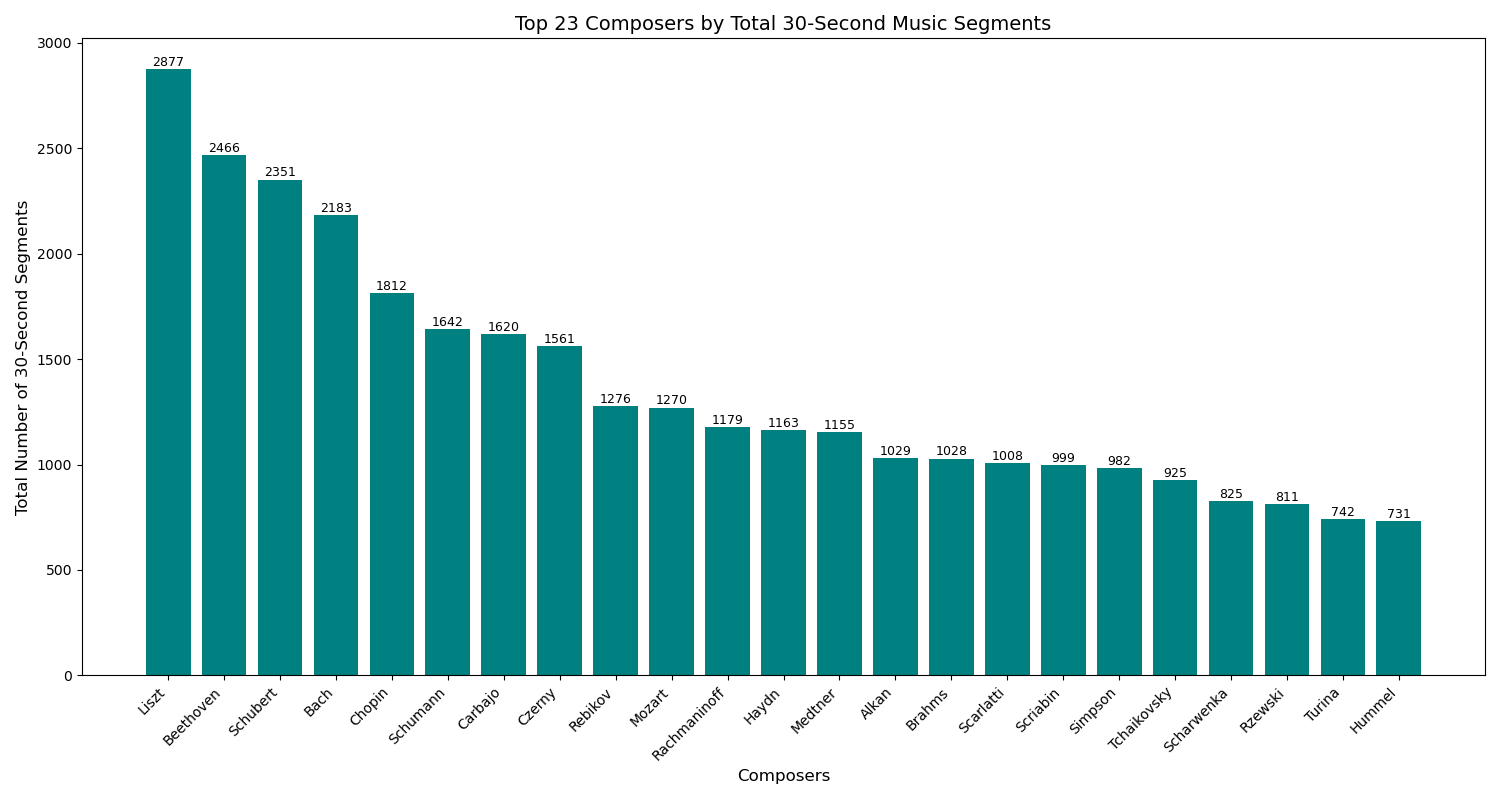 Top 23 Composers by Total 30-Second Music Segments
Total Number of 30-Second Segments
3000
2500
2000
1500
1000
500
0
2877
2466
2351
2183
1812
1642
1620
1561
1276
1270
1179
1163
1155
1029
1028
1008
999
982
925
825
811
742
731
Liszt
Beethoven
Schubert
Bach
Chopin
Schumann
Carbajo
Czerny
Rebikov
Mozart
Rachmaninoff
Haydn
Medtner
Alkan
Brahms
Scarlatti
Scriabin
Simpson
Tchaikovsky
Scharwenka
Rzewski
Turina
Hummel
Composers